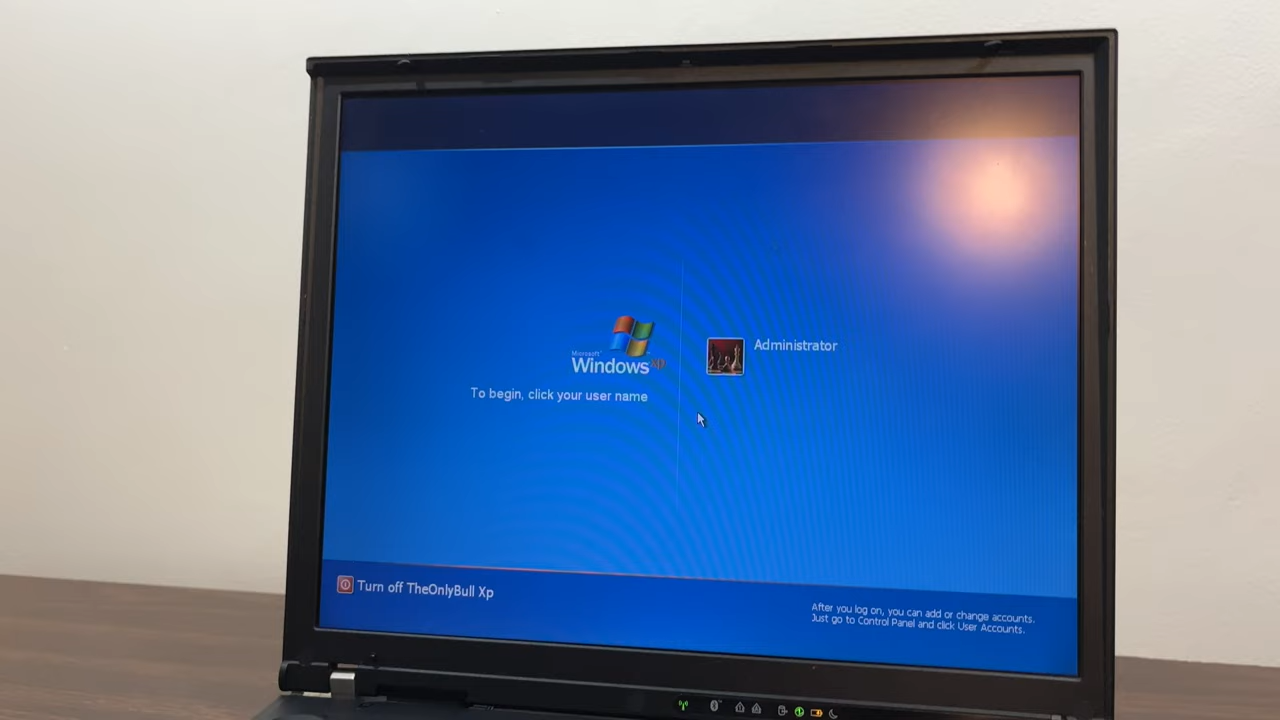 Microsoft
Windows xp
To begin, click your user name
Administrator
Turn off TheOnlyBull Xp
After you log on, you can add or change accounts.
Just go to Control Panel and click User Accounts.